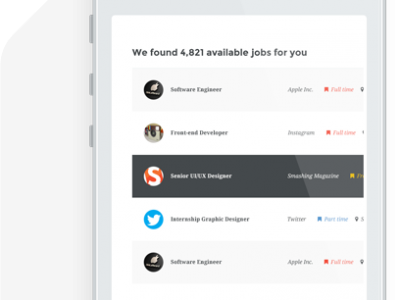 We found 4,821 available jobs for you
Software Engineer Apple Inc. Full time
Front-end Developer Instagram Full time
Senior UI/UX Designer Smashing Magazine
Internship Graphic Designer Twitter Part time
Software Engineer Apple Inc. Full time